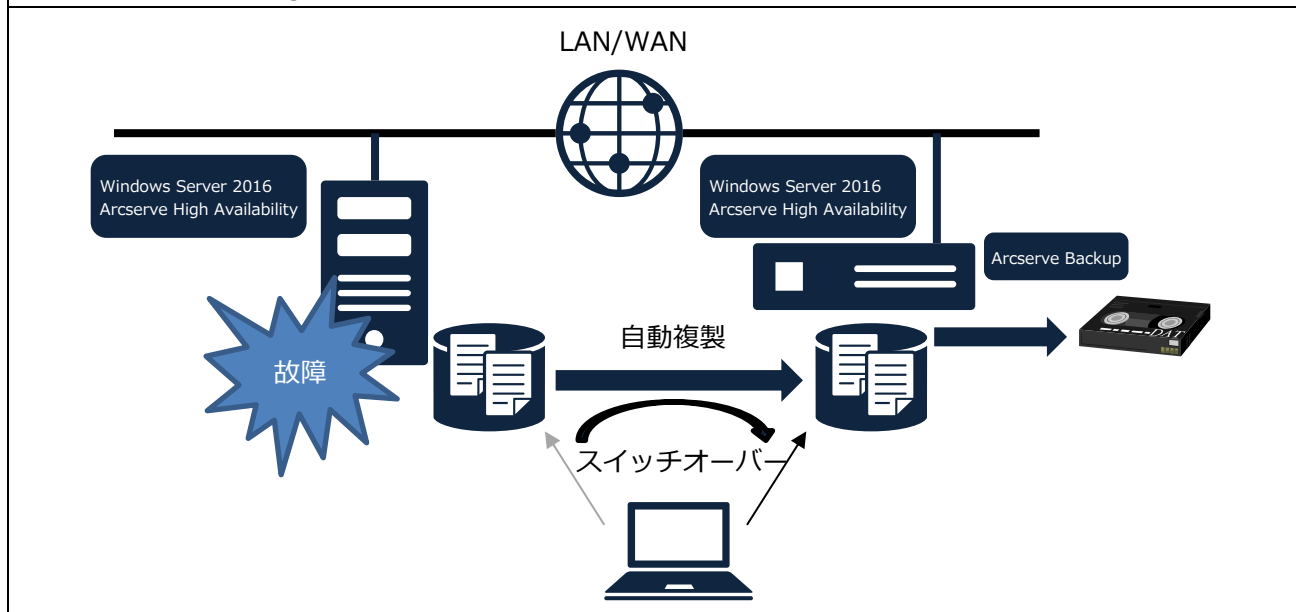 LAN/WAN
Windows Server 2016
Arcserve High Availability
Windows Server 2016
Arcserve High Availability
Arcserve Backup
DAT
自動複製
故障
スイッチオーバー